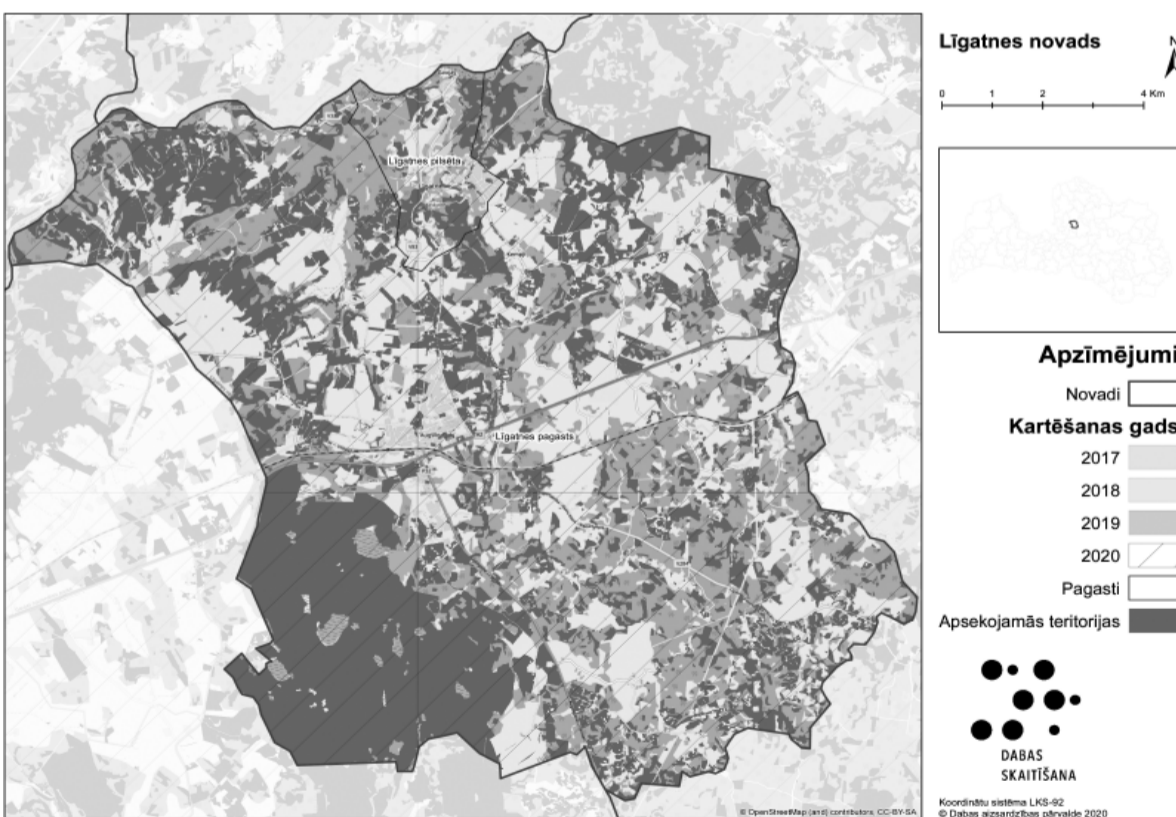 Līgatnes novads
N
0 1 2 4 Km
Līgatnes pilsēta
Līgatnes pagasts
Apzīmējumi
Novadi
Kartēšanas gads
2017
2018
2019
2020
Pagasti
Apsekojamās teritorijas
DABAS
SKAITĪŠANA
Koordinātu sistēma LKS-92
© Dabas aizsardzības pārvalde 2020
© OpenStreetMap (and) contributors, CC-BY-SA